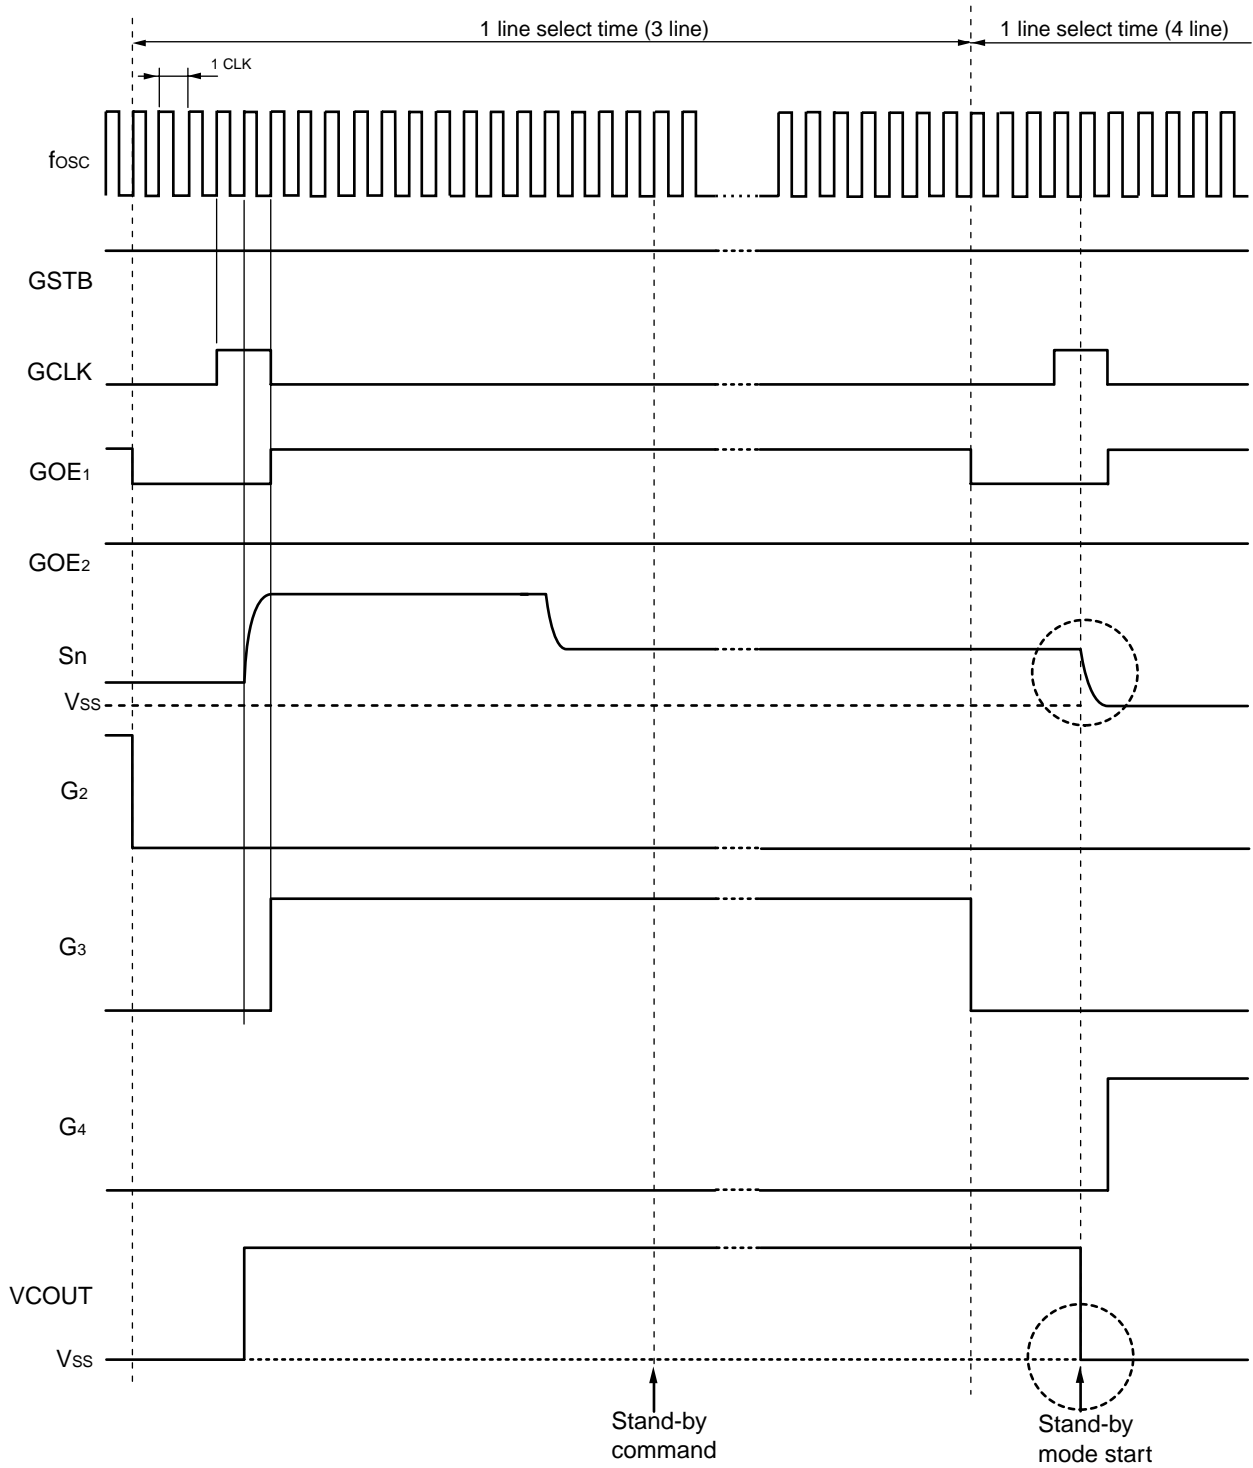 1 line select time (3 line)
1 line select time (4 line)
1 CLK
fosc
GSTB
GCLK
GOE1
GOE2
Sn
Vss
G2
G3
G4
VCOUT
Vss
Stand-by
command
Stand-by
mode start